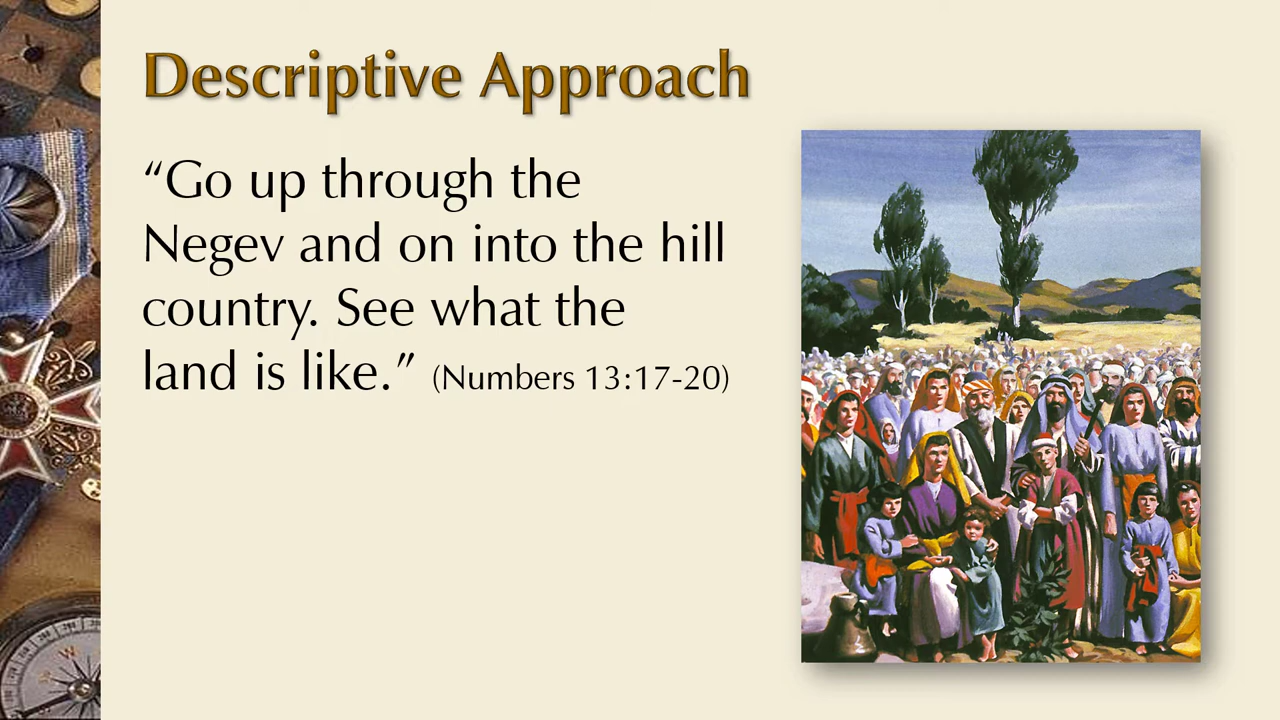 Descriptive Approach
“Go up through the
Negev and on into the hill
country. See what the
land is like.” (Numbers 13:17-20)